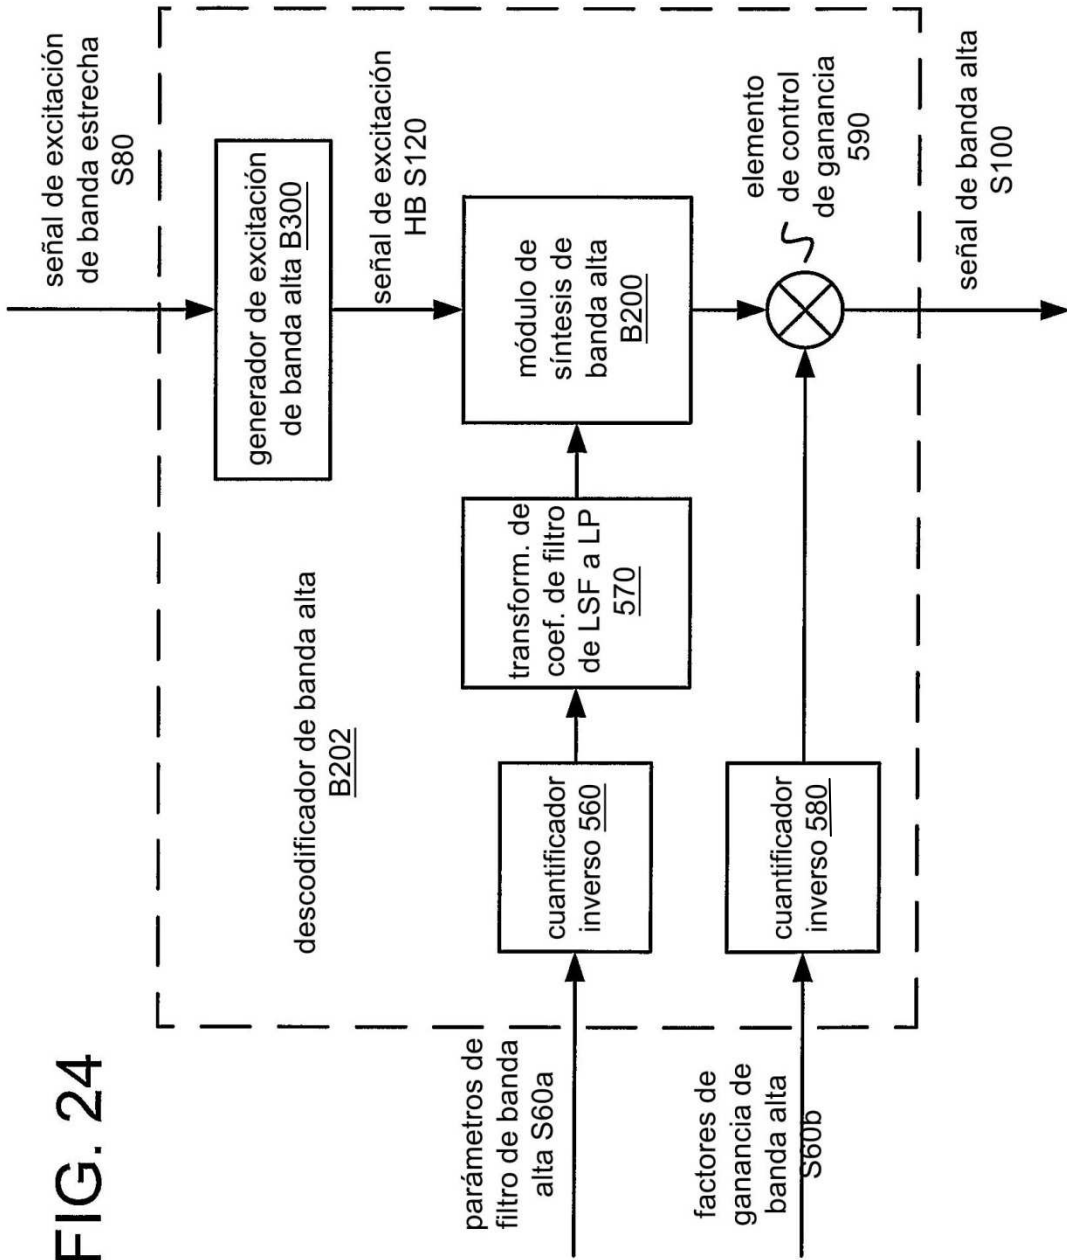 FIG. 24
señal de excitación
de banda estrecha
S80
generador de excitación
de banda alta B300
señal de excitación
HB S120
descodificador de banda alta
B202
módulo de
síntesis de
banda alta
B200
transform. de
coef. de filtro
de LSF a LP
570
cuantificador
inverso 560
parámetros de
filtro de banda
alta S60a
elemento
de control
de ganancia
590
cuantificador
inverso 580
factores de
ganancia de
banda alta
S60b
señal de banda alta
S100